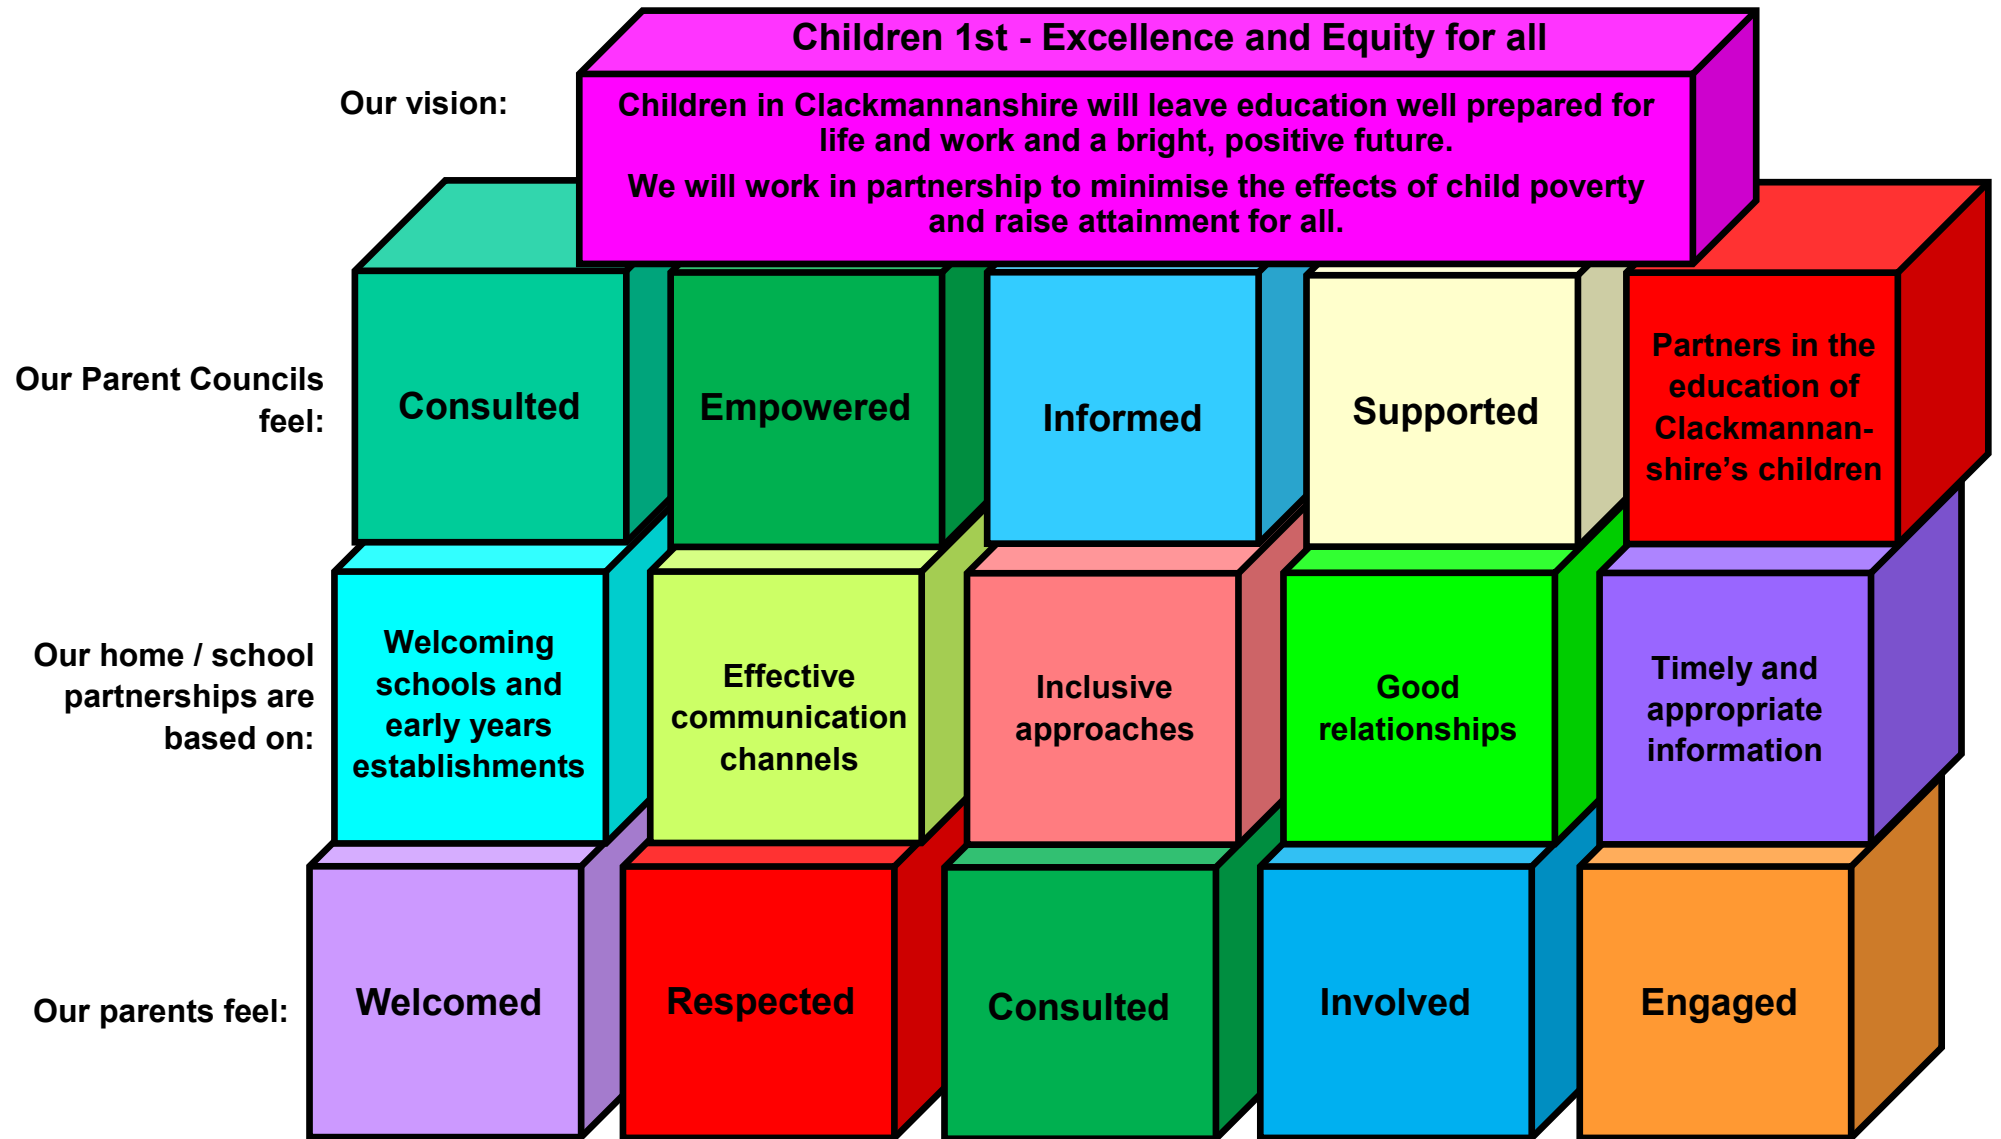 Children 1st - Excellence and Equity for all
Our vision:
Children in Clackmannanshire will leave education well prepared for
life and work and a bright, positive future.
We will work in partnership to minimise the effects of child poverty
and raise attainment for all.
Our Parent Councils
feel:
Consulted
Empowered
Informed
Supported
Partners in the
education of
Clackmannan-
shire’s children
Our home / school
partnerships are
based on:
Welcoming
schools and
early years
establishments
Effective
communication
channels
Inclusive
approaches
Good
relationships
Timely and
appropriate
information
Our parents feel:
Welcomed
Respected
Consulted
Involved
Engaged